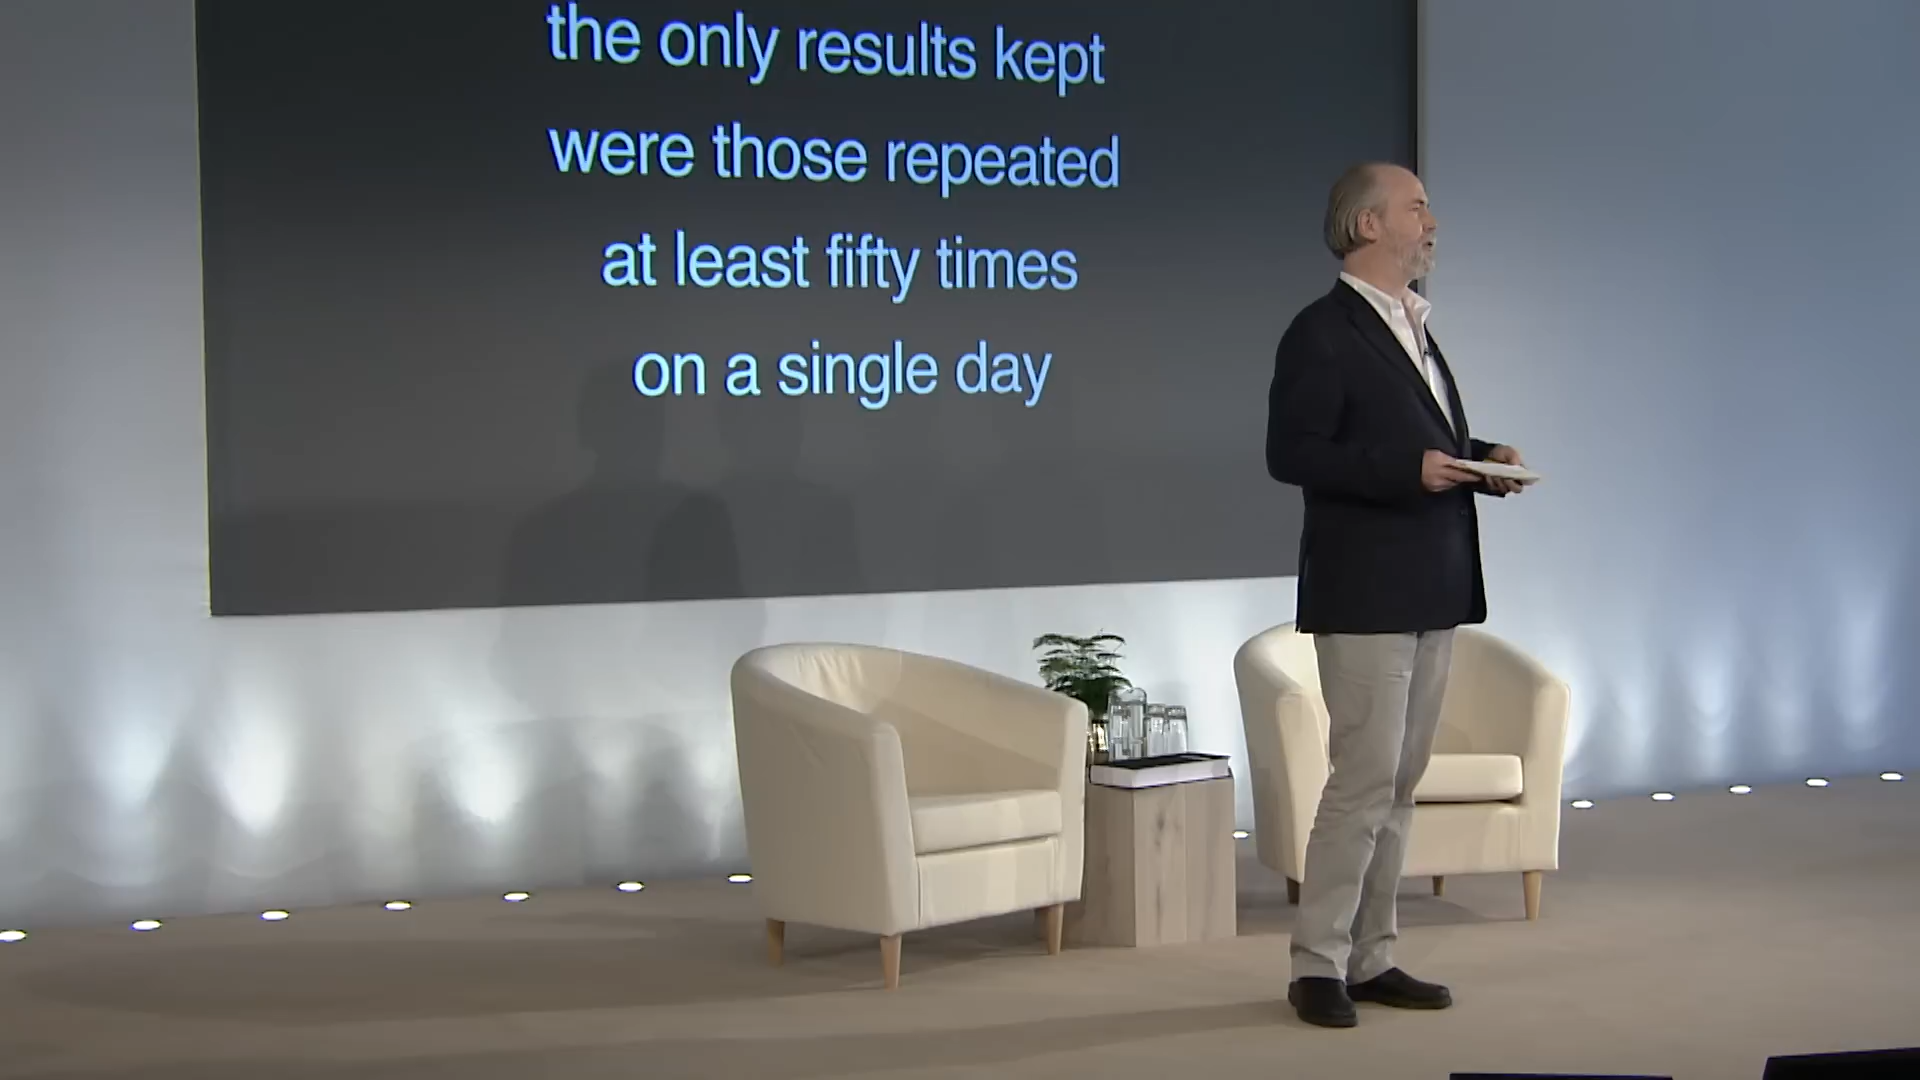 the only results kept
were those repeated
at least fifty times
on a single day